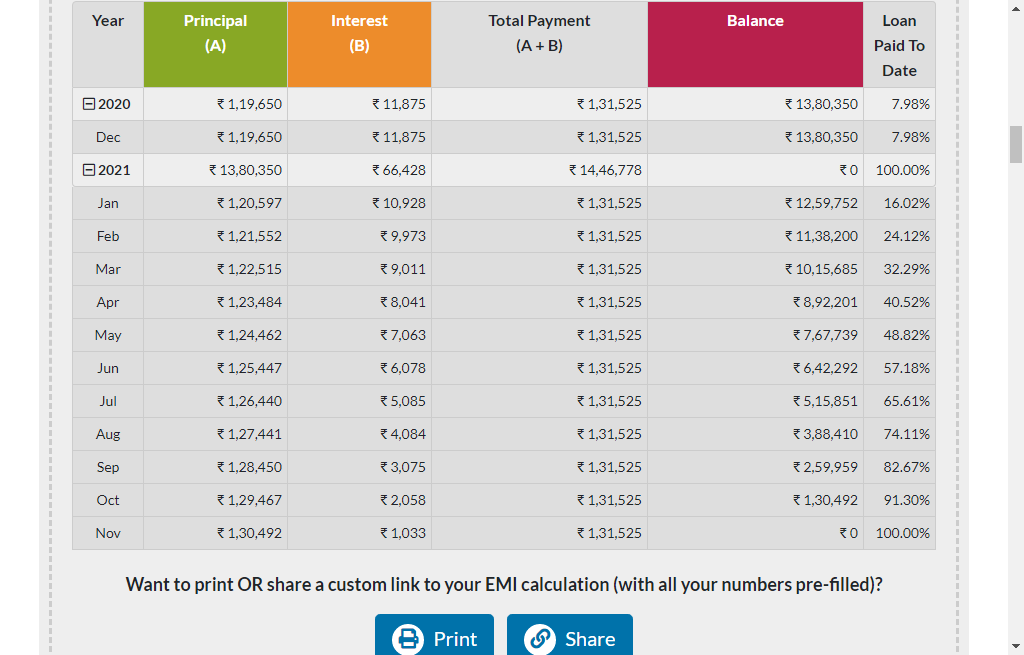 Year Principal Interest Total Payment Balance Loan
(A) (B) (A + B) Paid To
Date
2020 ₹ 1,19,650 ₹ 11,875 ₹ 1,31,525 ₹ 13,80,350 7.98%
Dec ₹ 1,19,650 ₹ 11,875 ₹ 1,31,525 ₹ 13,80,350 7.98%
2021 ₹ 13,80,350 ₹ 66,428 ₹ 14,46,778 ₹ 0 100.00%
Jan ₹ 1,20,597 ₹ 10,928 ₹ 1,31,525 ₹ 12,59,752 16.02%
Feb ₹ 1,21,552 ₹ 9,973 ₹ 1,31,525 ₹ 11,38,200 24.12%
Mar ₹ 1,22,515 ₹ 9,011 ₹ 1,31,525 ₹ 10,15,685 32.29%
Apr ₹ 1,23,484 ₹ 8,041 ₹ 1,31,525 ₹ 8,92,201 40.52%
May ₹ 1,24,462 ₹ 7,063 ₹ 1,31,525 ₹ 7,67,739 48.82%
Jun ₹ 1,25,447 ₹ 6,078 ₹ 1,31,525 ₹ 6,42,292 57.18%
Jul ₹ 1,26,440 ₹ 5,085 ₹ 1,31,525 ₹ 5,15,851 65.61%
Aug ₹ 1,27,441 ₹ 4,084 ₹ 1,31,525 ₹ 3,88,410 74.11%
Sep ₹ 1,28,450 ₹ 3,075 ₹ 1,31,525 ₹ 2,59,959 82.67%
Oct ₹ 1,29,467 ₹ 2,058 ₹ 1,31,525 ₹ 1,30,492 91.30%
Nov ₹ 1,30,492 ₹ 1,033 ₹ 1,31,525 ₹ 0 100.00%
Want to print OR share a custom link to your EMI calculation (with all your numbers pre-filled)?
Print Share